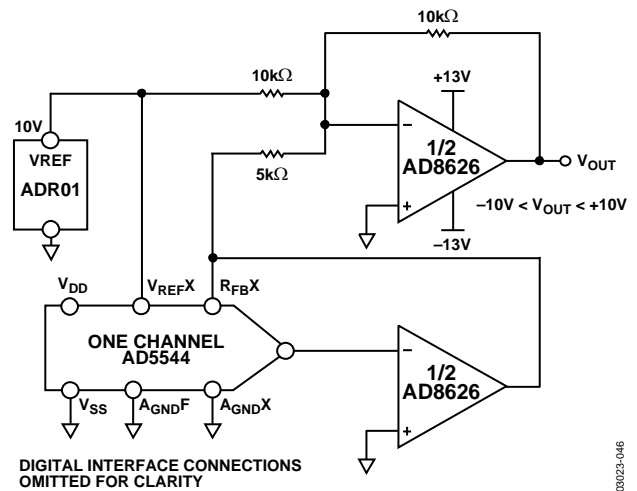 10kΩ
10kΩ
+13V
10V
VREF
ADR01
5kΩ
–
1/2
AD8626
+
VOUT
–10V < VOUT < +10V
–13V
VDD
VREFX
RFBX
ONE CHANNEL
AD5544
–
1/2
AD8626
+
VSS
AGNDF
AGNDX
DIGITAL INTERFACE CONNECTIONS
OMITTED FOR CLARITY
03023-046